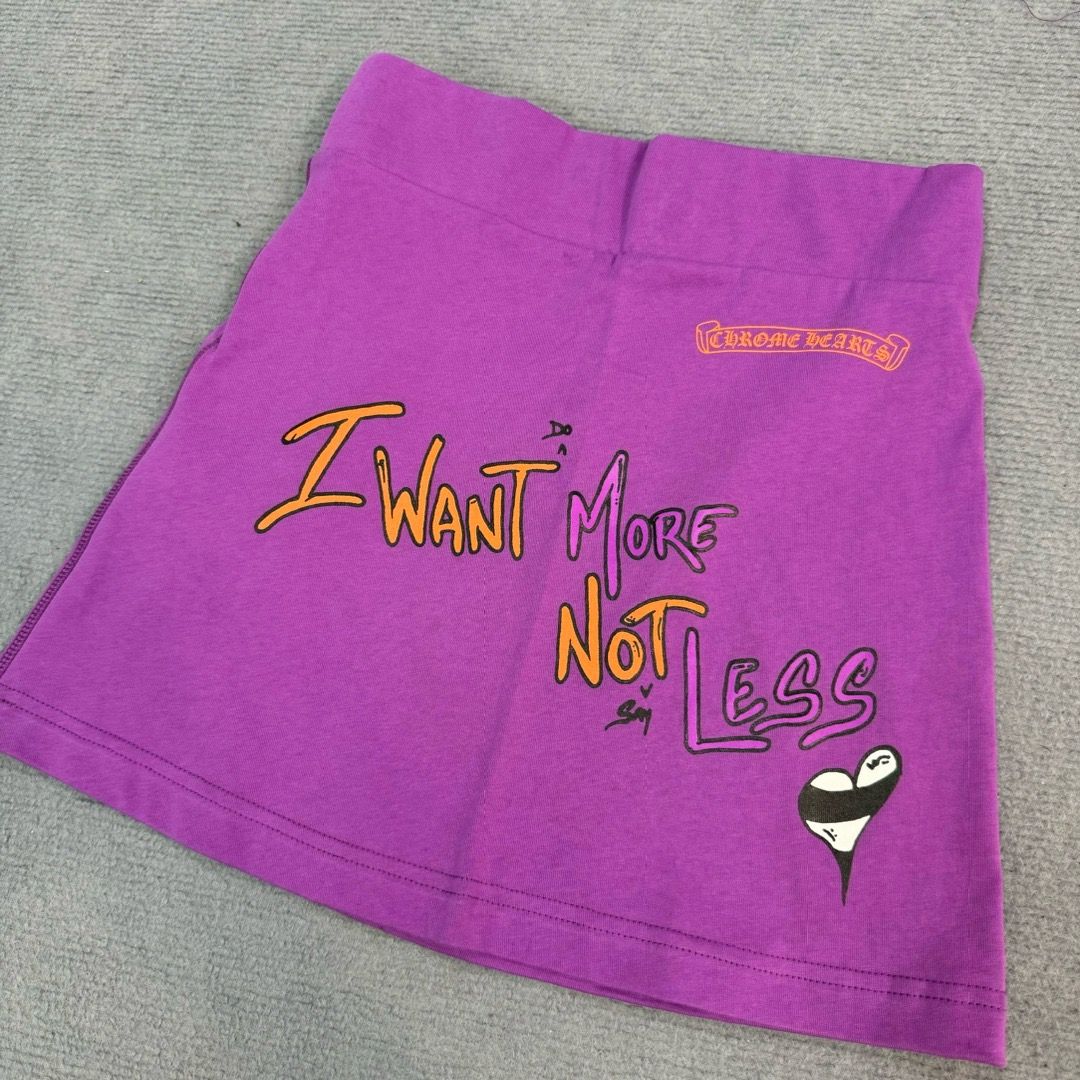 CHROME HEARTS
DO
I WANT ^ MORE
NOT LESS
SAY